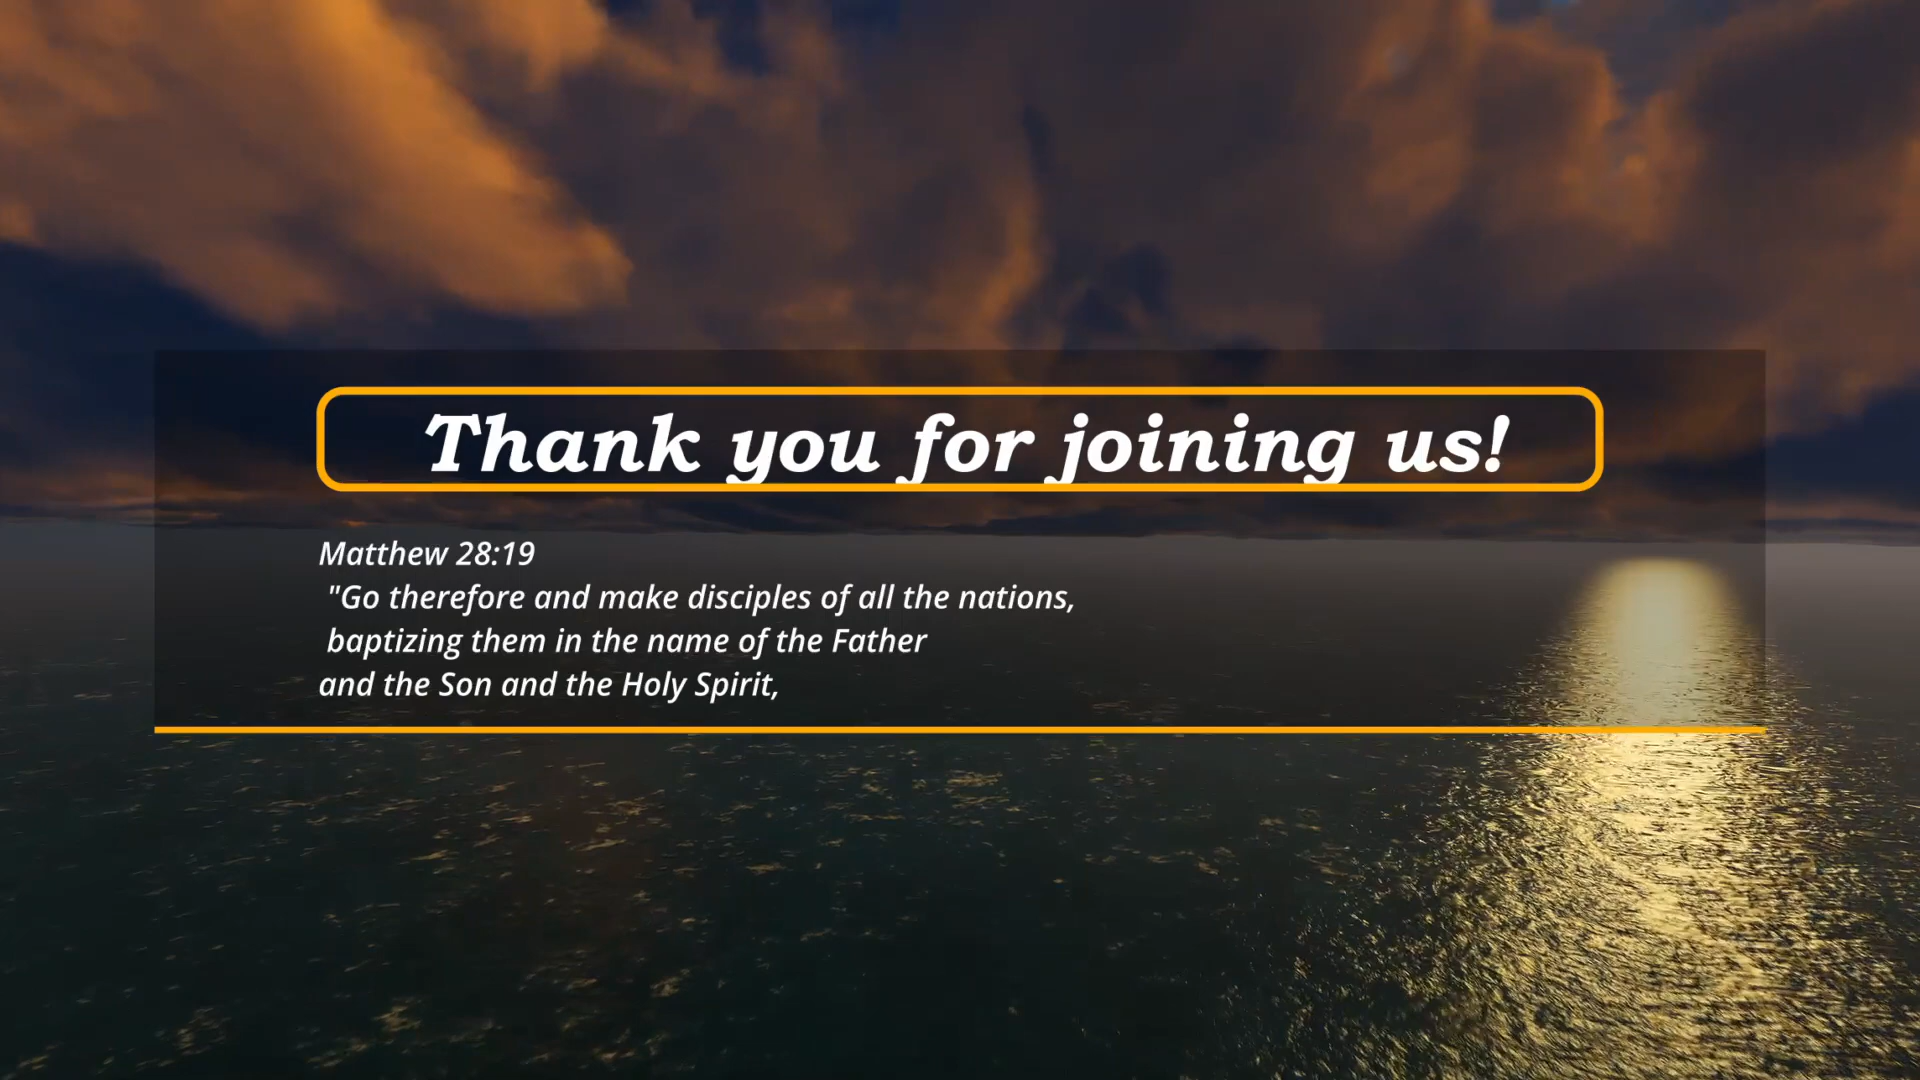 Thank you for joining us!
Matthew 28:19
"Go therefore and make disciples of all the nations,
baptizing them in the name of the Father
and the Son and the Holy Spirit,